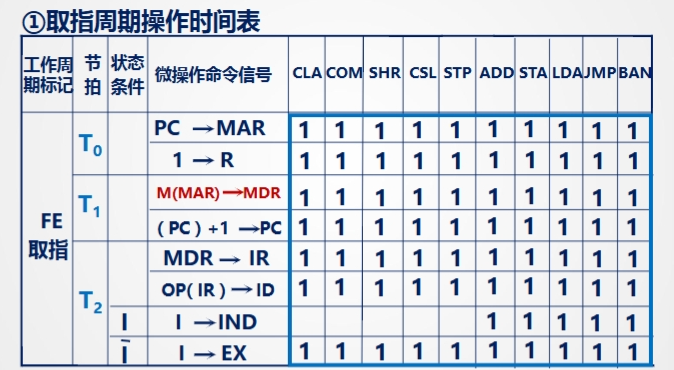 ①取指周期操作时间表
工作周期标记 节拍 状态条件 微操作命令信号 CLA COM SHR CSL STP ADD STA LDA JMP BAN
FE 取指
T0 PC →MAR 1 1 1 1 1 1 1 1 1 1
1 → R 1 1 1 1 1 1 1 1 1 1
T1 M(MAR)→MDR 1 1 1 1 1 1 1 1 1 1
(PC)+1 →PC 1 1 1 1 1 1 1 1 1 1
T2 MDR → IR 1 1 1 1 1 1 1 1 1 1
OP(IR)→ID 1 1 1 1 1 1 1 1 1 1
I I →IND 1 1 1 1 1
Ī I → EX 1 1 1 1 1 1 1 1 1 1